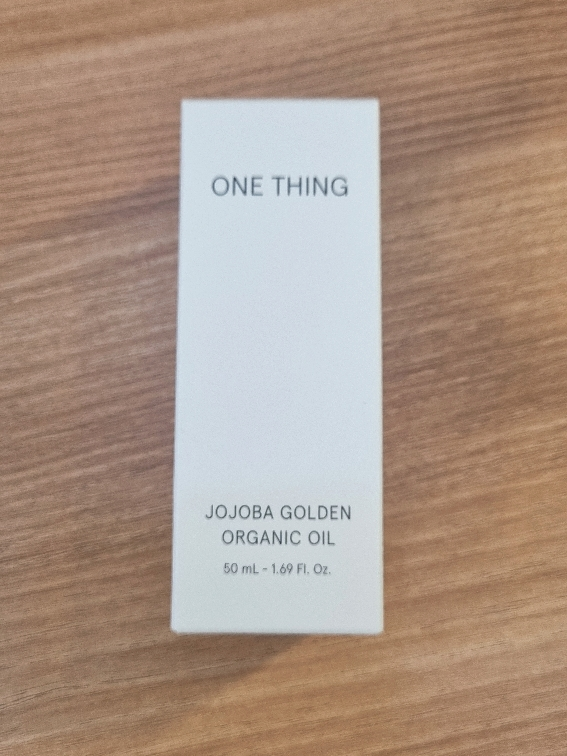 ONE THING
JOJOBA GOLDEN
ORGANIC OIL
50 mL - 1.69 Fl. Oz.